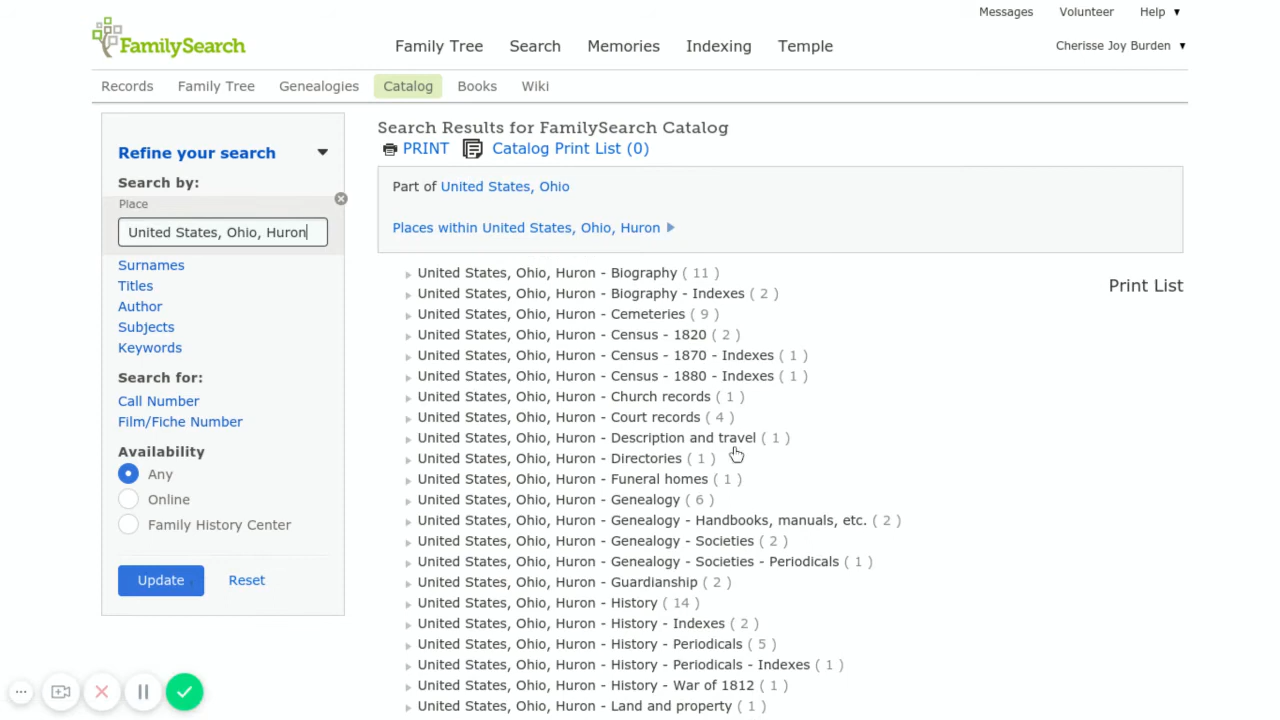 Messages Volunteer Help ▼
FamilySearch
Family Tree Search Memories Indexing Temple
Cherisse Joy Burden ▼
Records Family Tree Genealogies Catalog Books Wiki
Refine your search
Search by:
Place
United States, Ohio, Huron
Surnames
Titles
Author
Subjects
Keywords
Search for:
Call Number
Film/Fiche Number
Availability
Any
Online
Family History Center
Update Reset
Search Results for FamilySearch Catalog
PRINT Catalog Print List (0)
Part of United States, Ohio
Places within United States, Ohio, Huron
Print List
United States, Ohio, Huron - Biography ( 11 )
United States, Ohio, Huron - Biography - Indexes ( 2 )
United States, Ohio, Huron - Cemeteries ( 9 )
United States, Ohio, Huron - Census - 1820 ( 2 )
United States, Ohio, Huron - Census - 1870 - Indexes ( 1 )
United States, Ohio, Huron - Census - 1880 - Indexes ( 1 )
United States, Ohio, Huron - Church records ( 1 )
United States, Ohio, Huron - Court records ( 4 )
United States, Ohio, Huron - Description and travel ( 1 )
United States, Ohio, Huron - Directories ( 1 )
United States, Ohio, Huron - Funeral homes ( 1 )
United States, Ohio, Huron - Genealogy ( 6 )
United States, Ohio, Huron - Genealogy - Handbooks, manuals, etc. ( 2 )
United States, Ohio, Huron - Genealogy - Societies ( 2 )
United States, Ohio, Huron - Genealogy - Societies - Periodicals ( 1 )
United States, Ohio, Huron - Guardianship ( 2 )
United States, Ohio, Huron - History ( 14 )
United States, Ohio, Huron - History - Indexes ( 2 )
United States, Ohio, Huron - History - Periodicals ( 5 )
United States, Ohio, Huron - History - Periodicals - Indexes ( 1 )
United States, Ohio, Huron - History - War of 1812 ( 1 )
United States, Ohio, Huron - Land and property ( 1 )